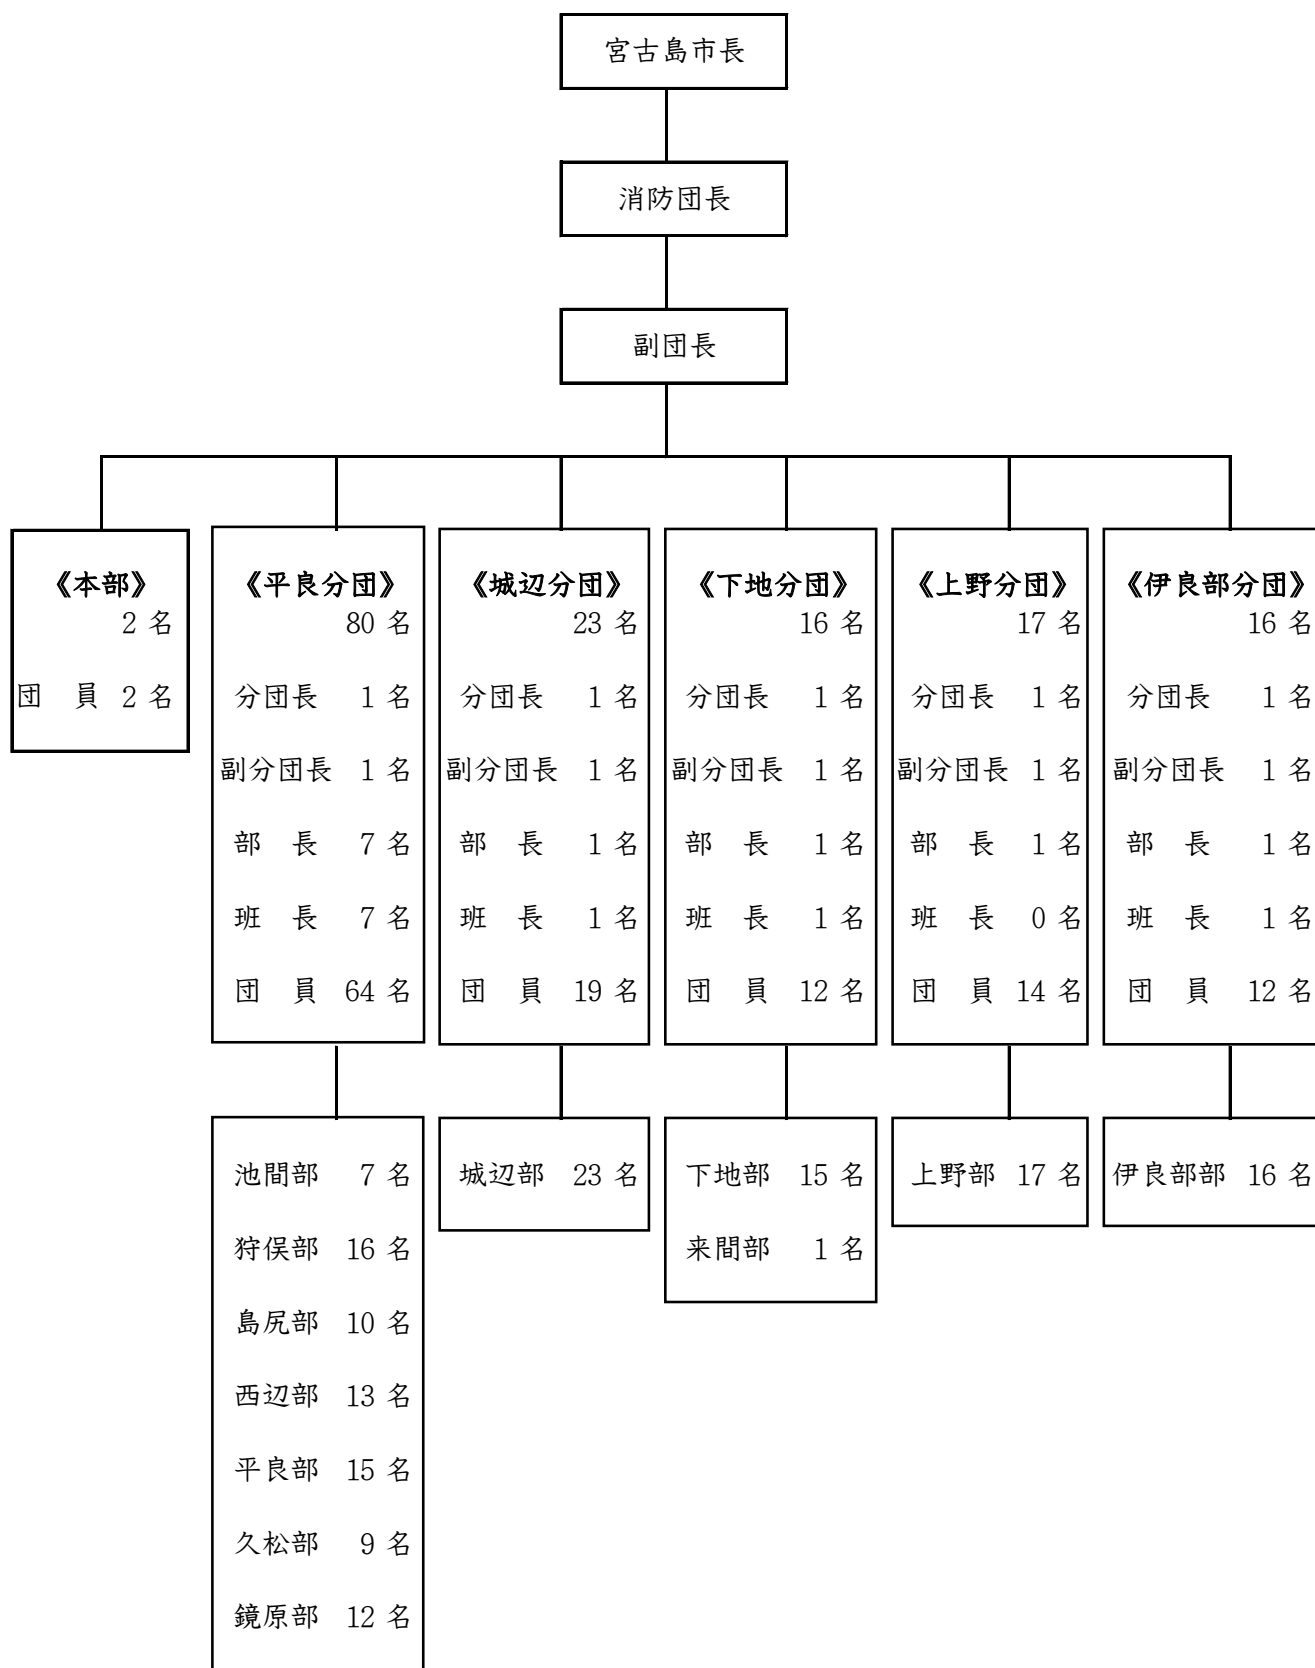 宮古島市長
消防団長
副団長
《本部》
2 名
団 員 2 名
《平良分団》
80 名
分団長 1 名
副分団長 1 名
部 長 7 名
班 長 7 名
団 員 64 名
《城辺分団》
23 名
分団長 1 名
副分団長 1 名
部 長 1 名
班 長 1 名
団 員 19 名
《下地分団》
16 名
分団長 1 名
副分団長 1 名
部 長 1 名
班 長 1 名
団 員 12 名
《上野分団》
17 名
分団長 1 名
副分団長 1 名
部 長 1 名
班 長 0 名
団 員 14 名
《伊良部分団》
16 名
分団長 1 名
副分団長 1 名
部 長 1 名
班 長 1 名
団 員 12 名
池間部 7 名
狩俣部 16 名
島尻部 10 名
西辺部 13 名
平良部 15 名
久松部 9 名
鏡原部 12 名
城辺部 23 名
下地部 15 名
来間部 1 名
上野部 17 名
伊良部部 16 名